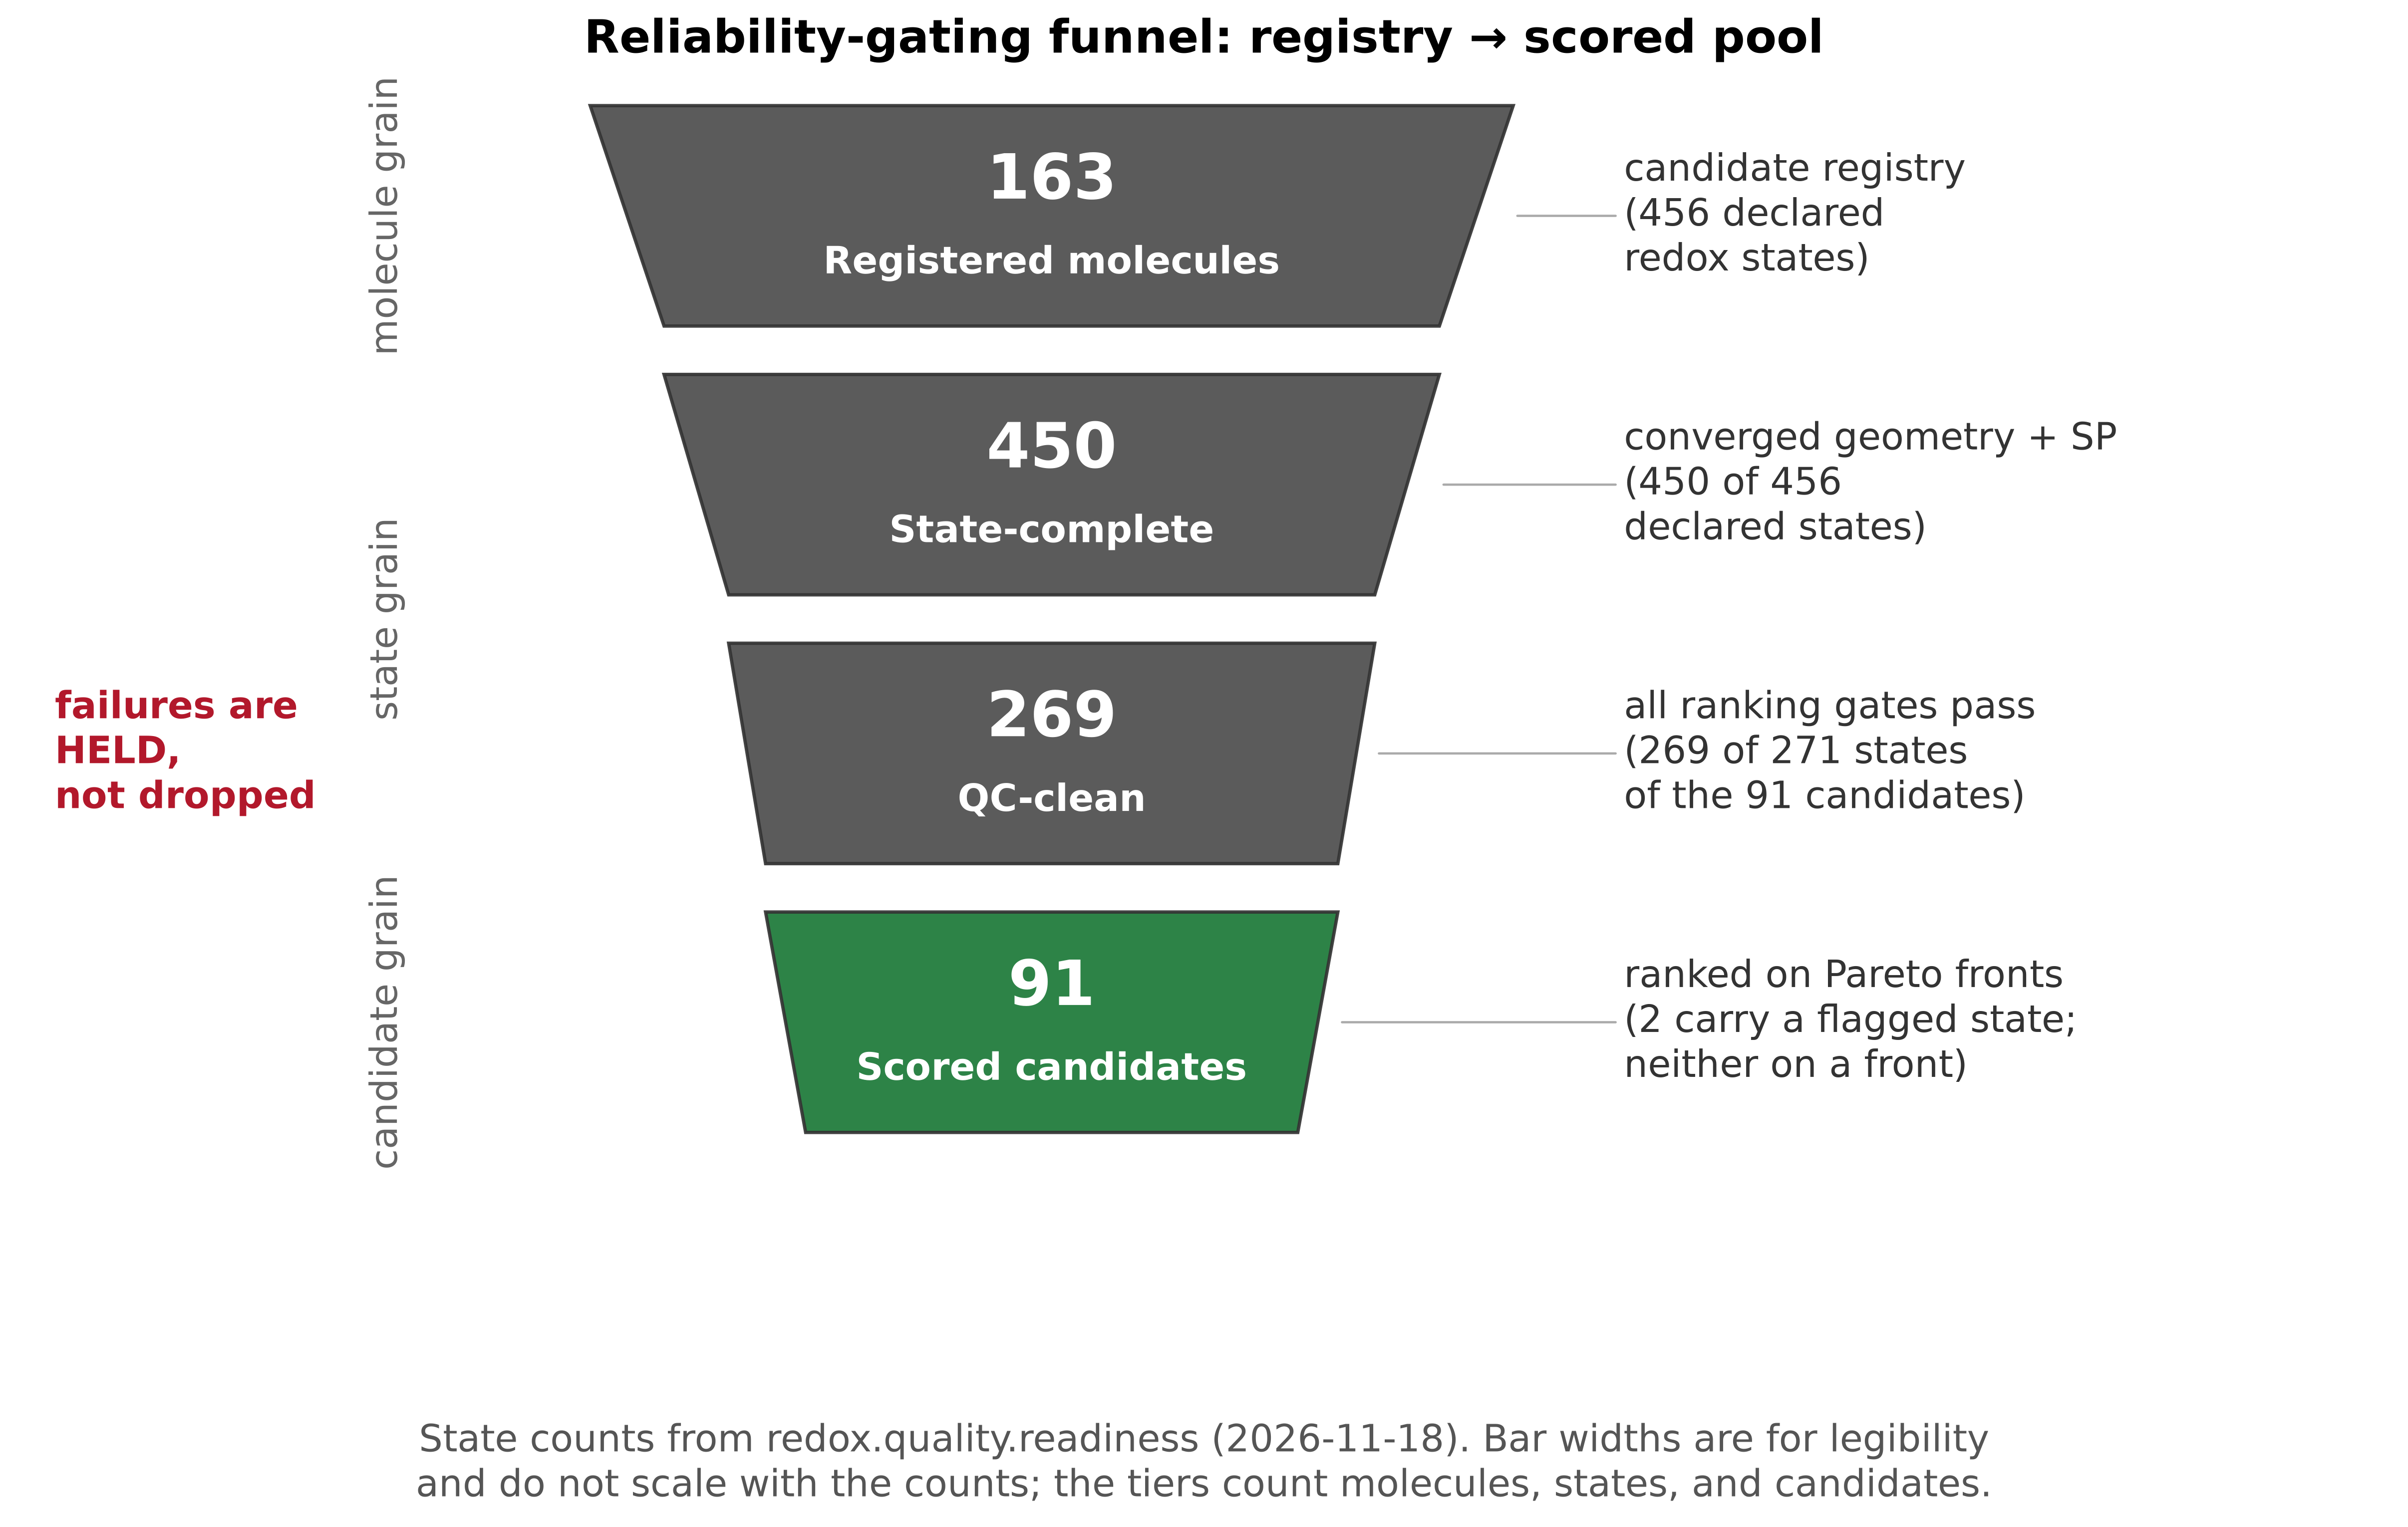 Reliability-gating funnel: registry → scored pool
molecule grain
163
Registered molecules
candidate registry
(456 declared
redox states)
state grain
450
State-complete
converged geometry + SP
(450 of 456
declared states)
failures are
HELD,
not dropped
269
QC-clean
all ranking gates pass
(269 of 271 states
of the 91 candidates)
candidate grain
91
Scored candidates
ranked on Pareto fronts
(2 carry a flagged state;
neither on a front)
State counts from redox.quality.readiness (2026-11-18). Bar widths are for legibility
and do not scale with the counts; the tiers count molecules, states, and candidates.